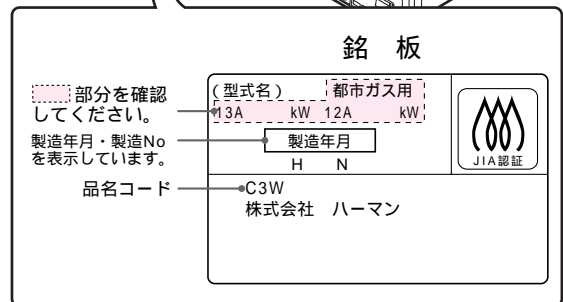 銘 板
部分を確認
してください。
製造年月・製造No
を表示しています。
品名コード
(型式名) 都市ガス用
13A kW 12A kW
製造年月
H N
C3W
株式会社 ハーマン
JIA認証